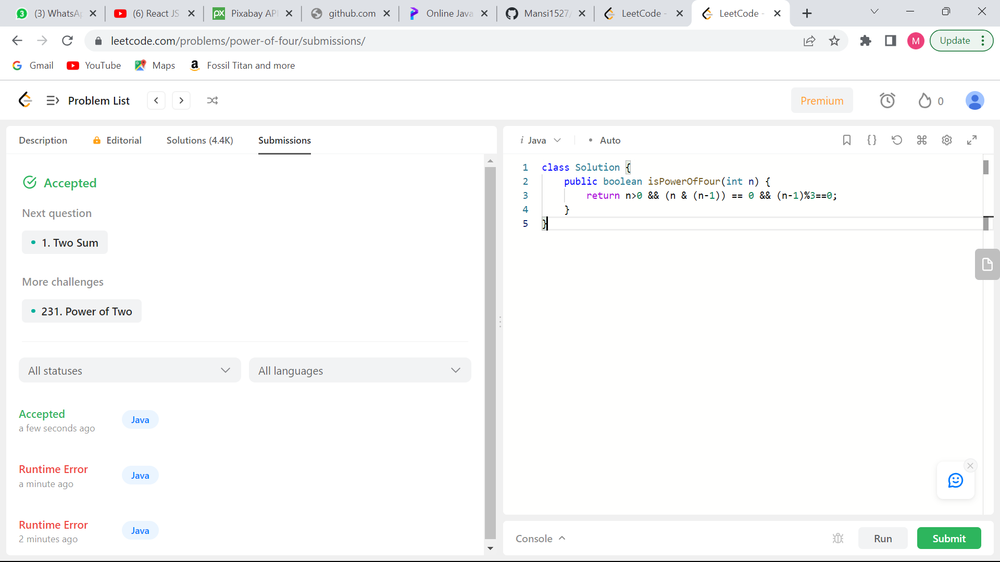 3 (3) WhatsAp
(6) React JS
px Pixabay API
github.com
Online Java
Mansi1527/
LeetCode -
LeetCode -
leetcode.com/problems/power-of-four/submissions/
M
Update
Gmail
YouTube
Maps
Fossil Titan and more
Problem List
Premium
0
Description
Editorial
Solutions (4.4K)
Submissions
Accepted
Next question
1. Two Sum
More challenges
231. Power of Two
All statuses
All languages
Accepted
a few seconds ago
Java
Runtime Error
a minute ago
Java
Runtime Error
2 minutes ago
Java
i Java
• Auto
1 class Solution {
2 public boolean isPowerOfFour(int n) {
3 return n>0 && (n & (n-1)) == 0 && (n-1)%3==0;
4 }
5 }
Console
Run
Submit